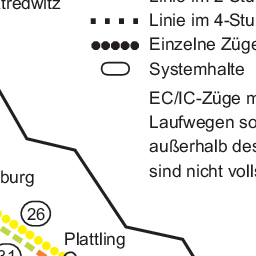 Linie im 4-Stu
Einzelne Züge
Systemhalte
EC/IC-Züge
Laufwegen so
außerhalb des
sind nicht volls
burg
26
Plattling